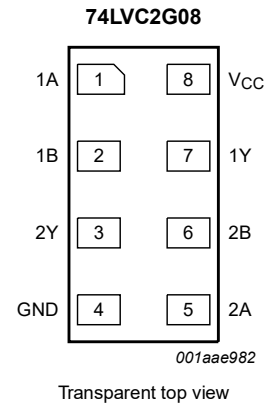 74LVC2G08
1A 1 8 VCC
1B 2 7 1Y
2Y 3 6 2B
GND 4 5 2A
001aae982
Transparent top view